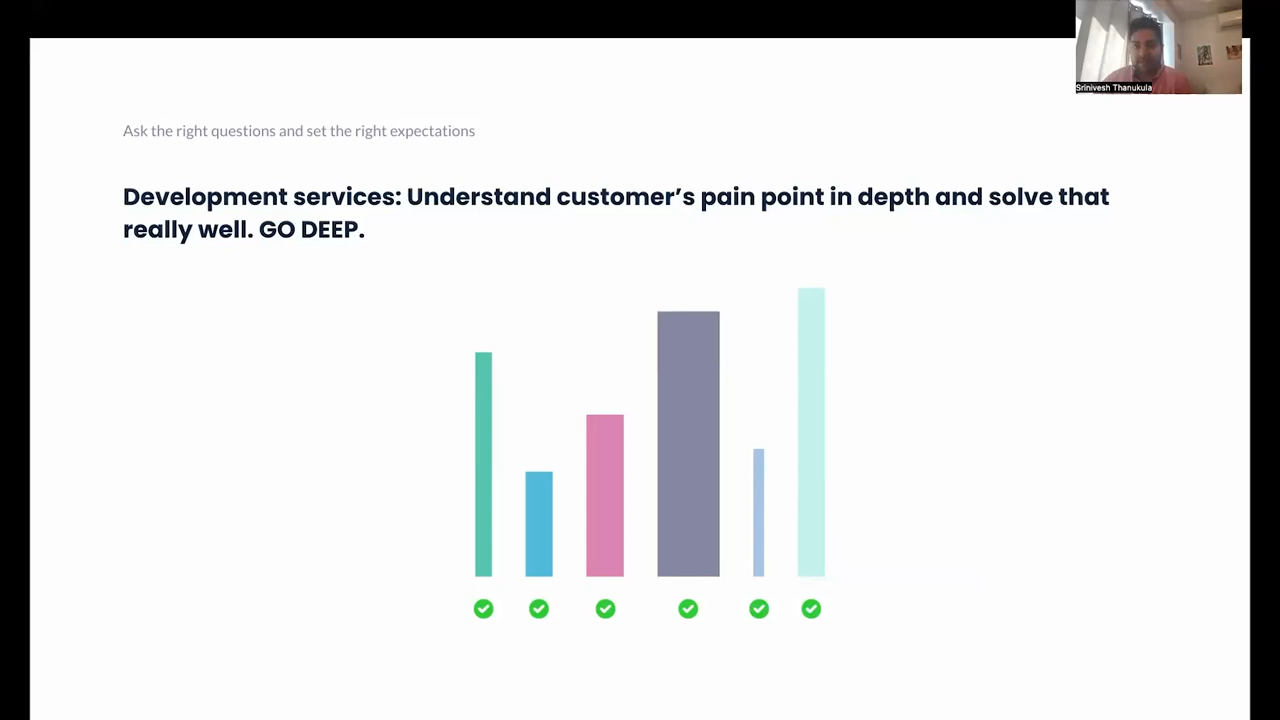 Srinivesh Thanukula
Ask the right questions and set the right expectations
Development services: Understand customer’s pain point in depth and solve that
really well. GO DEEP.